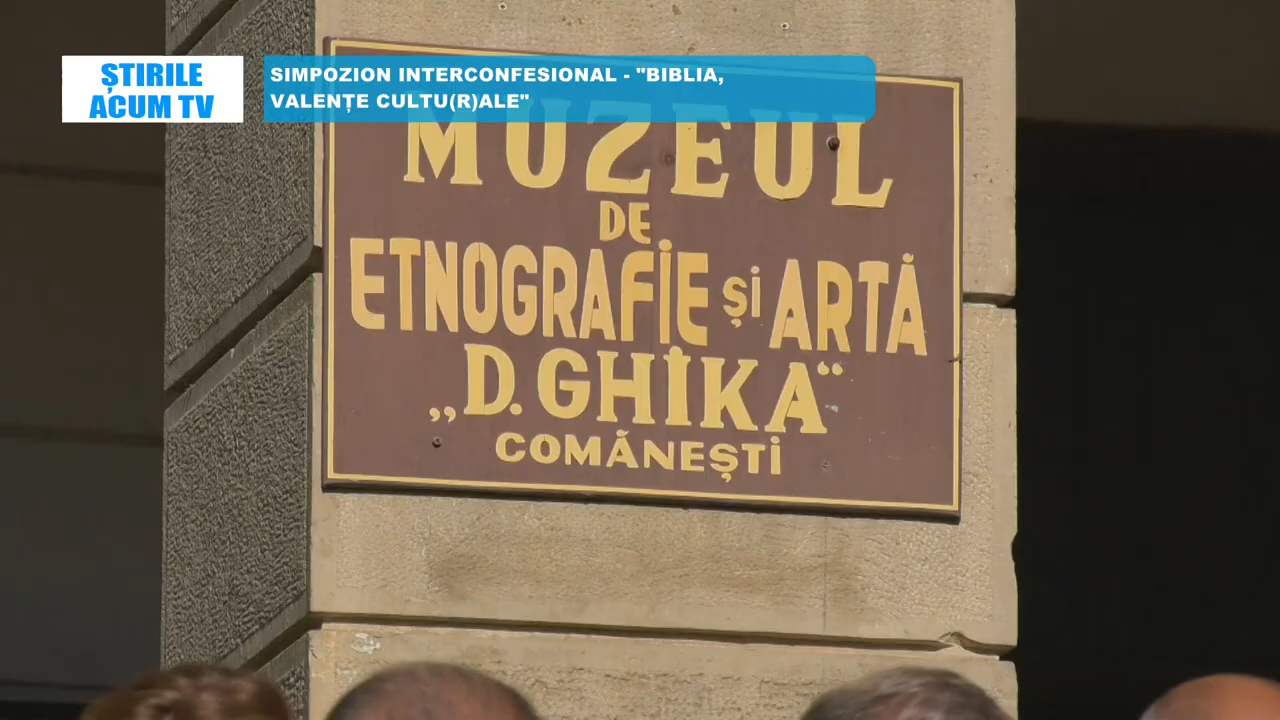 ȘTIRILE
ACUM TV
SIMPOZION INTERCONFESIONAL - "BIBLIA,
VALENȚE CULTU(R)ALE"
MUZEUL
DE
ETNOGRAFIE și ARTĂ
„D. GHIKA“
COMĂNEȘTI